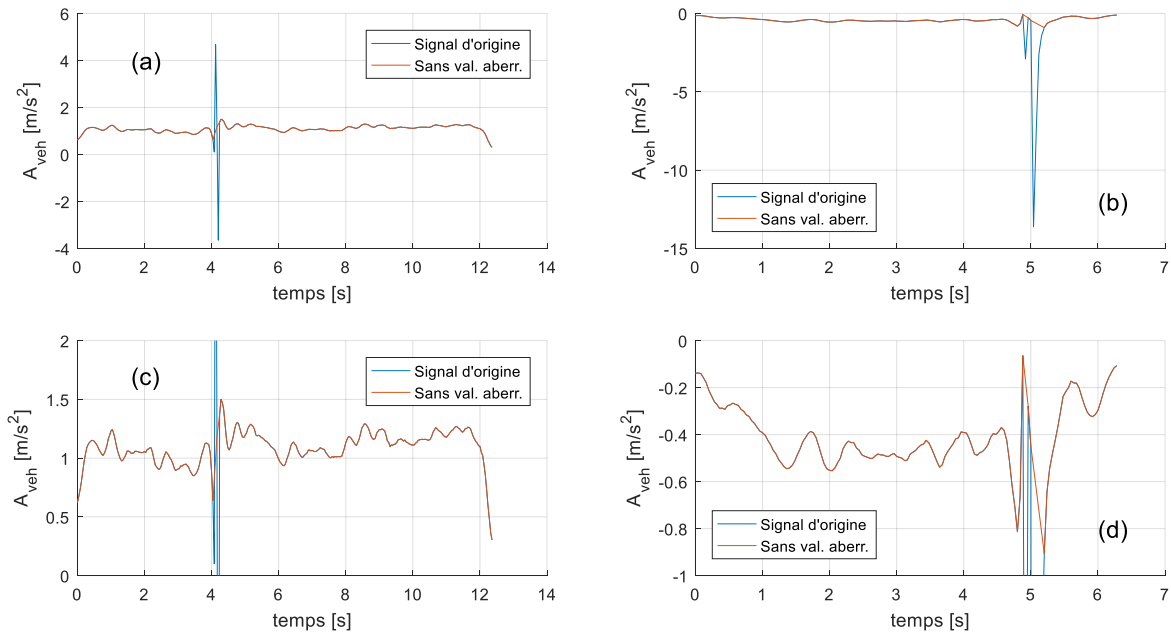 6
4
2
0
-2
-4
A_veh [m/s^2]
(a)
Signal d'origine
Sans val. aberr.
0 2 4 6 8 10 12 14
temps [s]
0
-5
-10
-15
A_veh [m/s^2]
Signal d'origine
Sans val. aberr.
(b)
0 1 2 3 4 5 6 7
temps [s]
2
1.5
1
0.5
0
A_veh [m/s^2]
(c)
Signal d'origine
Sans val. aberr.
0 2 4 6 8 10 12 14
temps [s]
0
-0.2
-0.4
-0.6
-0.8
-1
A_veh [m/s^2]
Signal d'origine
Sans val. aberr.
(d)
0 1 2 3 4 5 6 7
temps [s]